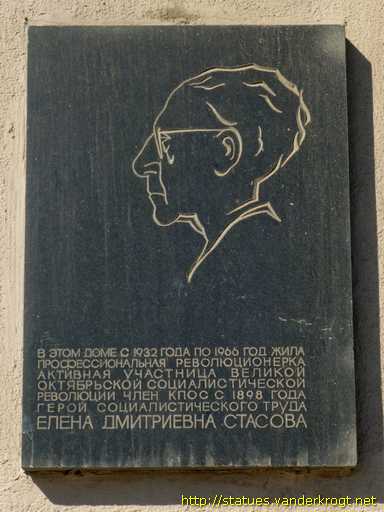 В ЭТОМ ДОМЕ С 1932 ГОДА ПО 1966 ГОД ЖИЛА
ПРОФЕССИОНАЛЬНАЯ РЕВОЛЮЦИОНЕРКА
АКТИВНАЯ УЧАСТНИЦА ВЕЛИКОЙ
ОКТЯБРЬСКОЙ СОЦИАЛИСТИЧЕСКОЙ
РЕВОЛЮЦИИ ЧЛЕН КПСС С 1898 ГОДА
ГЕРОЙ СОЦИАЛИСТИЧЕСКОГО ТРУДА
ЕЛЕНА ДМИТРИЕВНА СТАСОВА
http://statues.vanderkrogt.net